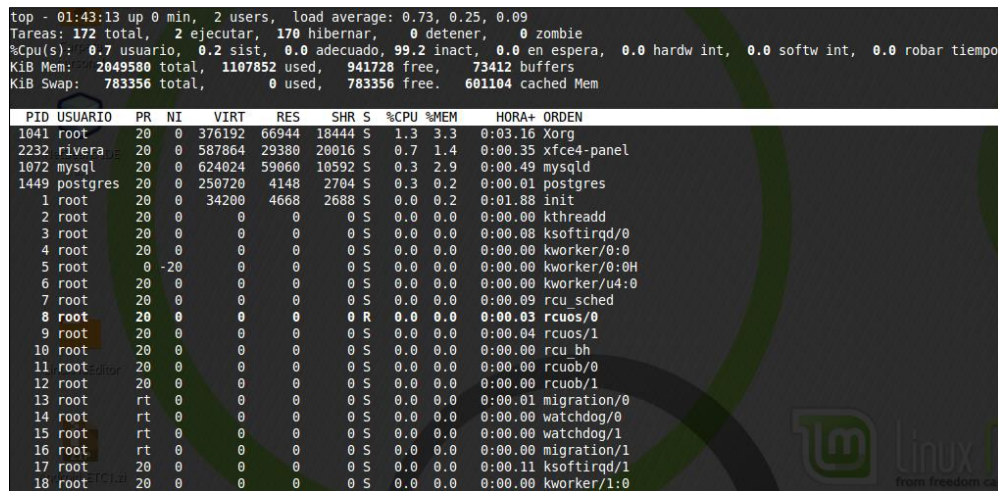 top - 01:43:13 up 0 min,  2 users,  load average: 0.73, 0.25, 0.09
Tareas: 172 total,   2 ejecutar, 170 hibernar,   0 detener,   0 zombie
%Cpu(s):  0.7 usuario,  0.2 sist,  0.0 adecuado, 99.2 inact,  0.0 en espera,  0.0 hardw int,  0.0 softw int,  0.0 robar tiempo
KiB Mem:   2049580 total,  1107852 used,   941728 free,    73412 buffers
KiB Swap:   783356 total,        0 used,   783356 free.   601104 cached Mem
PID USUARIO PR NI VIRT RES SHR S %CPU %MEM HORA+ ORDEN
1041 root 20 0 376192 66944 18444 S 1.3 3.3 0:03.16 Xorg
2232 rivera 20 0 587864 29380 20016 S 0.7 1.4 0:00.35 xfce4-panel
1072 mysql 20 0 624024 59060 10592 S 0.3 2.9 0:00.49 mysqld
1449 postgres 20 0 250720 4148 2704 S 0.3 0.2 0:00.01 postgres
1 root 20 0 34200 4668 2688 S 0.0 0.2 0:01.88 init
2 root 20 0 0 0 0 S 0.0 0.0 0:00.00 kthreadd
3 root 20 0 0 0 0 S 0.0 0.0 0:00.08 ksoftirqd/0
4 root 20 0 0 0 0 S 0.0 0.0 0:00.00 kworker/0:0
5 root 0 -20 0 0 0 S 0.0 0.0 0:00.00 kworker/0:0H
6 root 20 0 0 0 0 S 0.0 0.0 0:00.00 kworker/u4:0
7 root 20 0 0 0 0 S 0.0 0.0 0:00.09 rcu_sched
8 root 20 0 0 0 0 R 0.0 0.0 0:00.03 rcuos/0
9 root 20 0 0 0 0 S 0.0 0.0 0:00.04 rcuos/1
10 root 20 0 0 0 0 S 0.0 0.0 0:00.00 rcu_bh
11 root 20 0 0 0 0 S 0.0 0.0 0:00.00 rcuob/0
12 root 20 0 0 0 0 S 0.0 0.0 0:00.00 rcuob/1
13 root rt 0 0 0 0 S 0.0 0.0 0:00.01 migration/0
14 root rt 0 0 0 0 S 0.0 0.0 0:00.00 watchdog/0
15 root rt 0 0 0 0 S 0.0 0.0 0:00.00 watchdog/1
16 root rt 0 0 0 0 S 0.0 0.0 0:00.00 migration/1
17 root 20 0 0 0 0 S 0.0 0.0 0:00.11 ksoftirqd/1
18 root 20 0 0 0 0 S 0.0 0.0 0:00.00 kworker/1:0
linux
from freedom